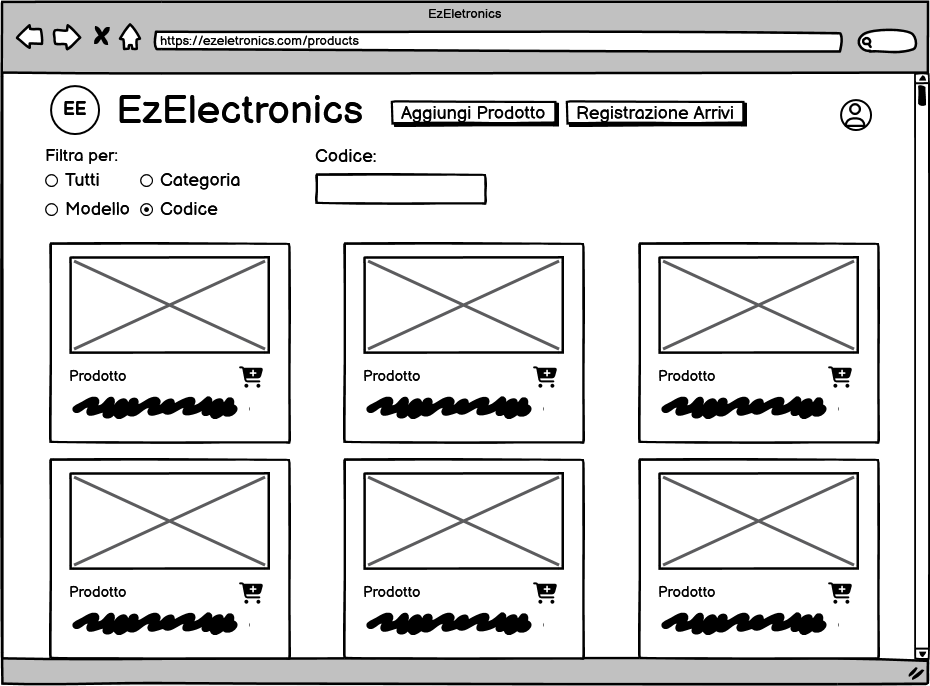 EzEletronics
https://ezeletronics.com/products
EE
EzElectronics
Aggiungi Prodotto
Registrazione Arrivi
Filtra per:
Codice:
Tutti
Categoria
Modello
Codice
Prodotto
Prodotto
Prodotto
Prodotto
Prodotto
Prodotto